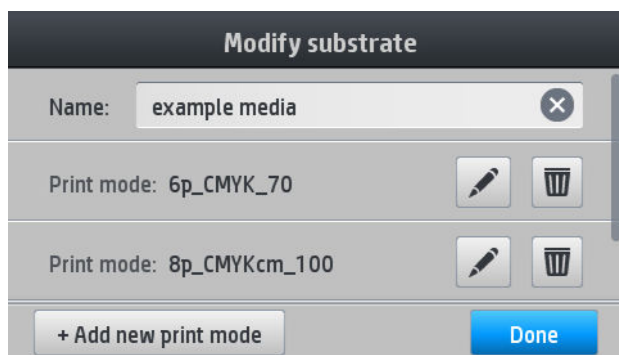 Modify substrate
Name: example media
Print mode: 6p_CMYK_70
Print mode: 8p_CMYKcm_100
+ Add new print mode Done